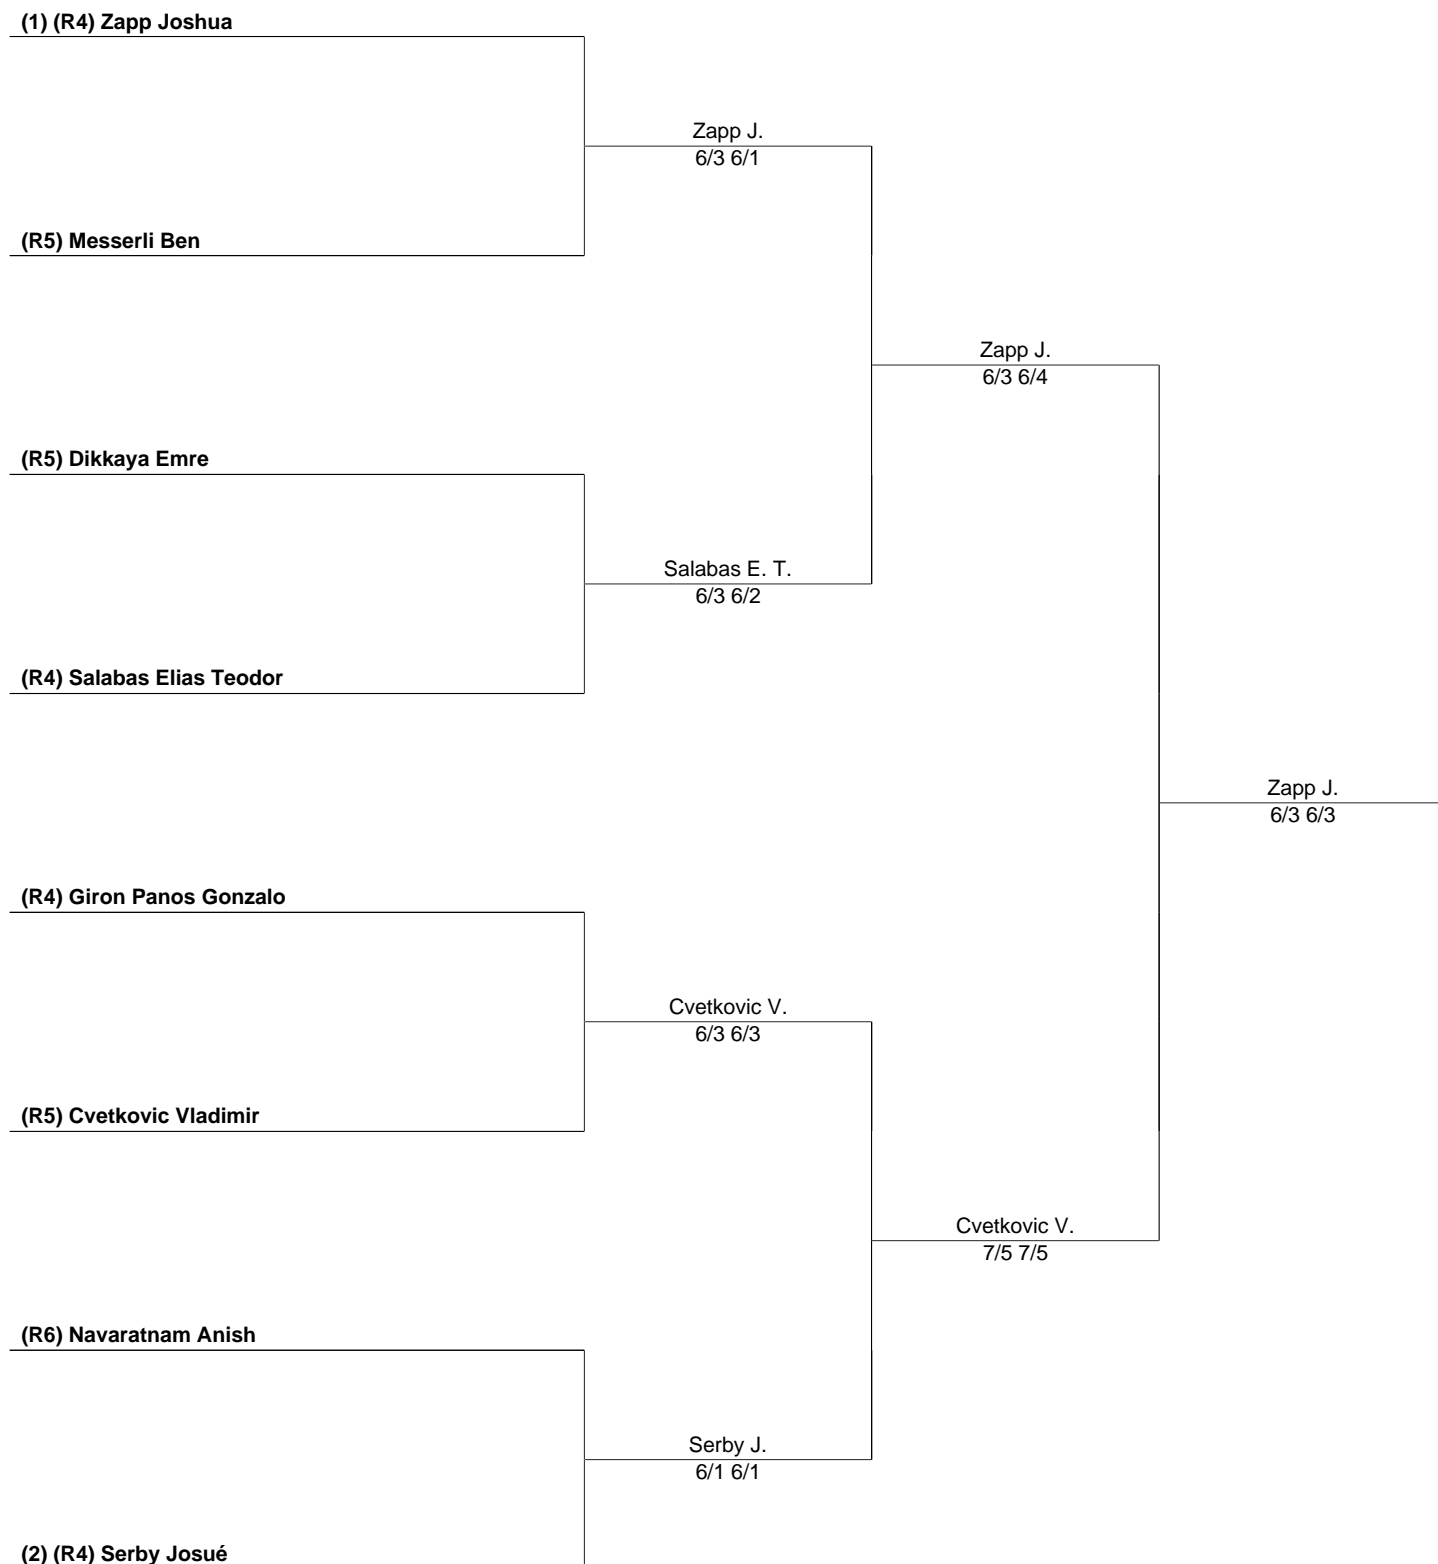 (1) (R4) Zapp Joshua
Zapp J.
6/3 6/1
(R5) Messerli Ben
Zapp J.
6/3 6/4
(R5) Dikkaya Emre
Salabas E. T.
6/3 6/2
(R4) Salabas Elias Teodor
Zapp J.
6/3 6/3
(R4) Giron Panos Gonzalo
Cvetkovic V.
6/3 6/3
(R5) Cvetkovic Vladimir
Cvetkovic V.
7/5 7/5
(R6) Navaratnam Anish
Serby J.
6/1 6/1
(2) (R4) Serby Josué